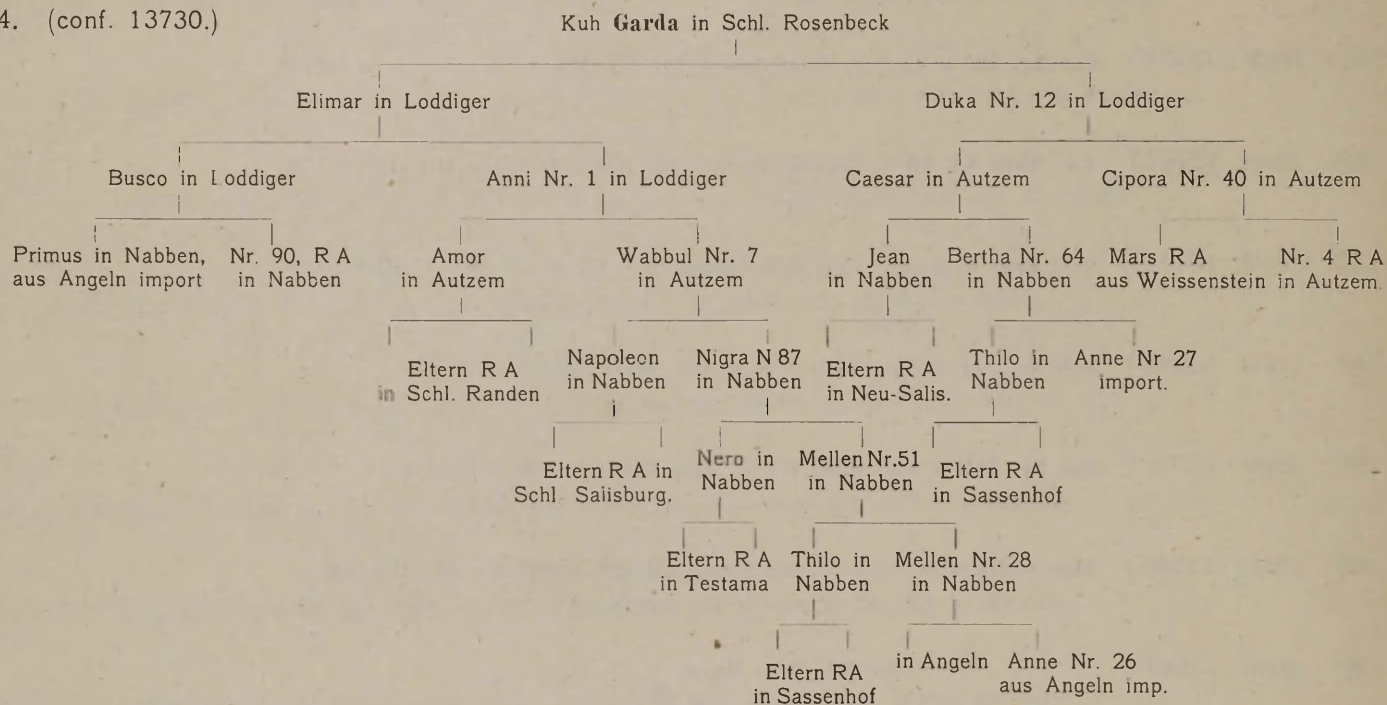 4. (conf. 13730.)
Kuh Garda in Schl. Rosenbeck
Elimar in Loddiger
Duka Nr. 12 in Loddiger
Busco in Loddiger
Anni Nr. 1 in Loddiger
Caesar in Autzem
Cipora Nr. 40 in Autzem
Primus in Nabben,
aus Angeln import
Nr. 90, R A
in Nabben
Amor
in Autzem
Wabbul Nr. 7
in Autzem
Jean
in Nabben
Bertha Nr. 64
in Nabben
Mars R A
aus Weissenstein
Nr. 4 R A
in Autzem.
Eltern R A
in Schl. Randen
Napoleon
in Nabben
Nigra N 87
in Nabben
Eltern R A
in Neu-Salis.
Thilo in
Nabben
Anne Nr 27
import.
Eltern R A in
Schl Salisburg.
Nero in
Nabben
Mellen Nr.51
in Nabben
Eltern R A
in Sassenhof
Eltern R A
in Testama
Thilo in
Nabben
Mellen Nr. 28
in Nabben
Eltern RA
in Sassenhof
in Angeln
Anne Nr. 26
aus Angeln imp.